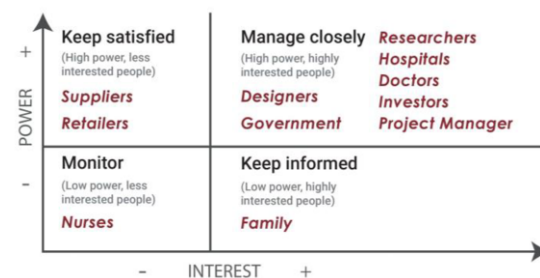 Keep satisfied
(High power, less
interested people)
Suppliers
Retailers
Manage closely
(High power, highly
interested people)
Designers
Government
Researchers
Hospitals
Doctors
Investors
Project Manager
+
POWER
-
Monitor
(Low power, less
interested people)
Nurses
Keep informed
(Low power, highly
interested people)
Family
- INTEREST +